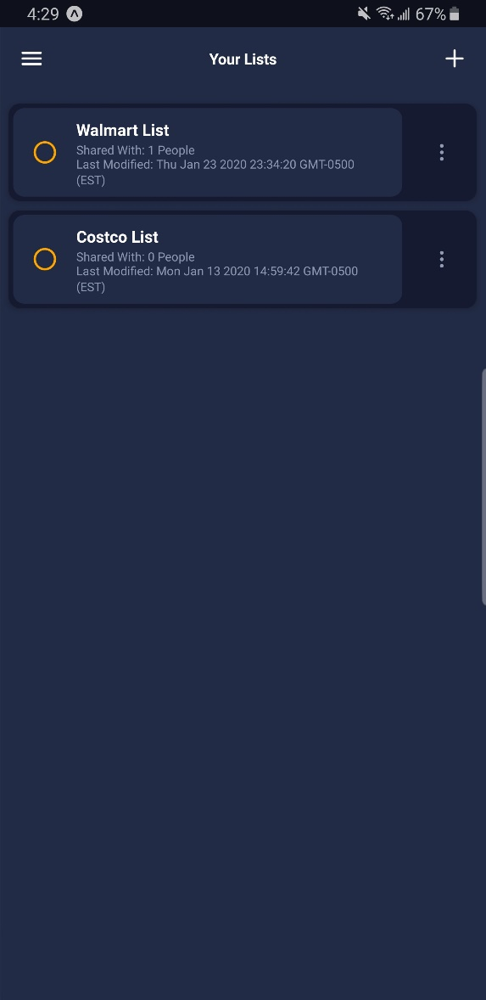 4:29 67%
Your Lists
Walmart List
Shared With: 1 People
Last Modified: Thu Jan 23 2020 23:34:20 GMT-0500
(EST)
Costco List
Shared With: 0 People
Last Modified: Mon Jan 13 2020 14:59:42 GMT-0500
(EST)